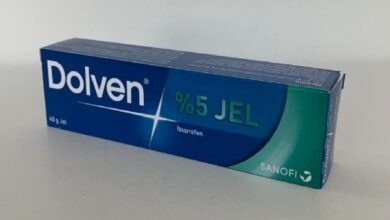 Dolven®
%5 JEL
İbuprofen
40 g Jel
SANOFI